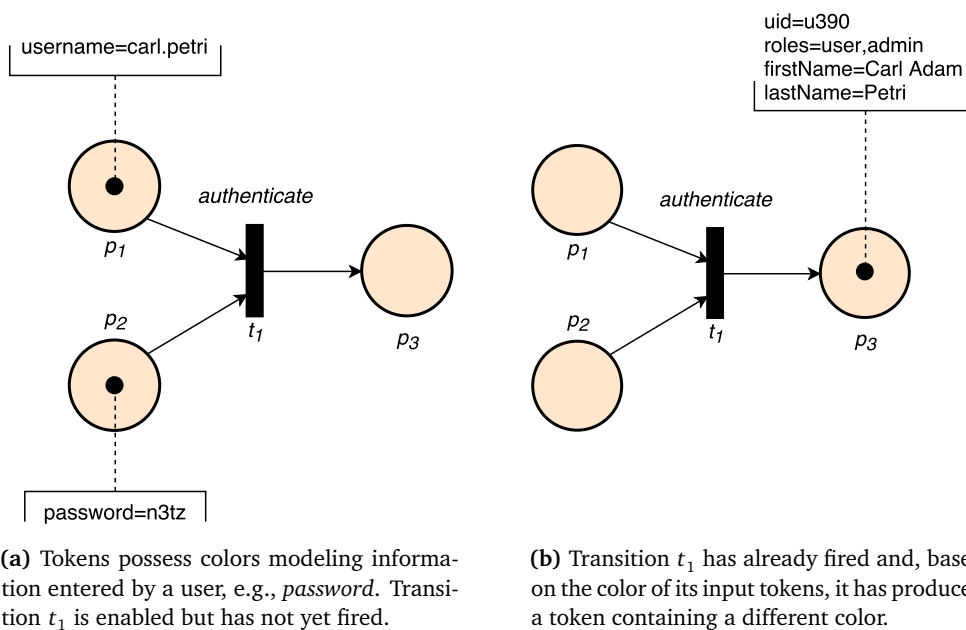 username=carl.petri
authenticate
p1
p2
t1
p3
password=n3tz
(a) Tokens possess colors modeling informa-
tion entered by a user, e.g., password. Transi-
tion t1 is enabled but has not yet fired.
uid=u390
roles=user,admin
firstName=Carl Adam
lastName=Petri
authenticate
p1
p2
t1
p3
(b) Transition t1 has already fired and, base
on the color of its input tokens, it has produce
a token containing a different color.